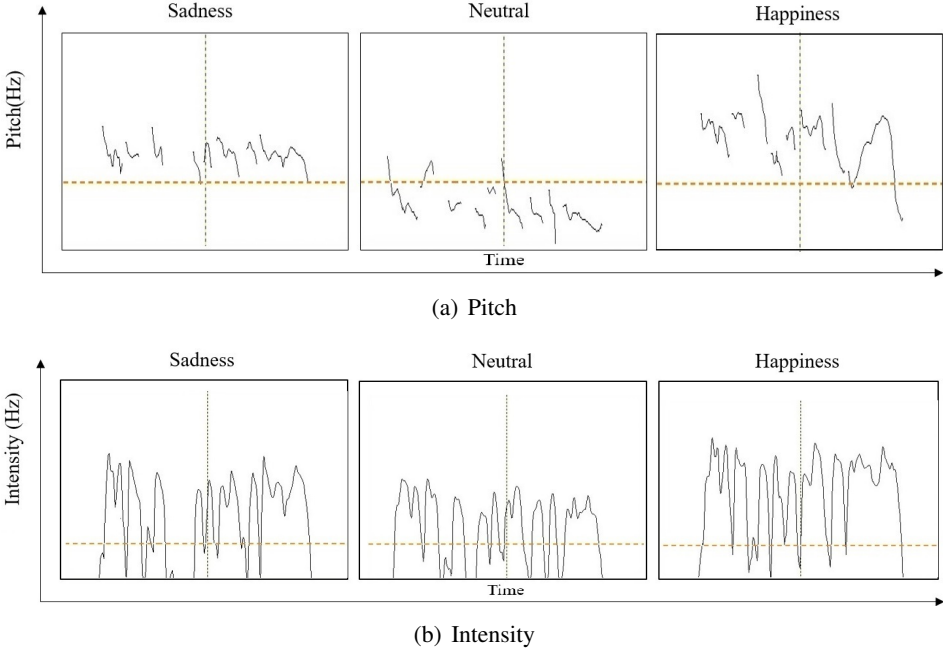 Sadness Neutral Happiness
Pitch(Hz)
Time
(a) Pitch
Sadness Neutral Happiness
Intensity (Hz)
Time
(b) Intensity